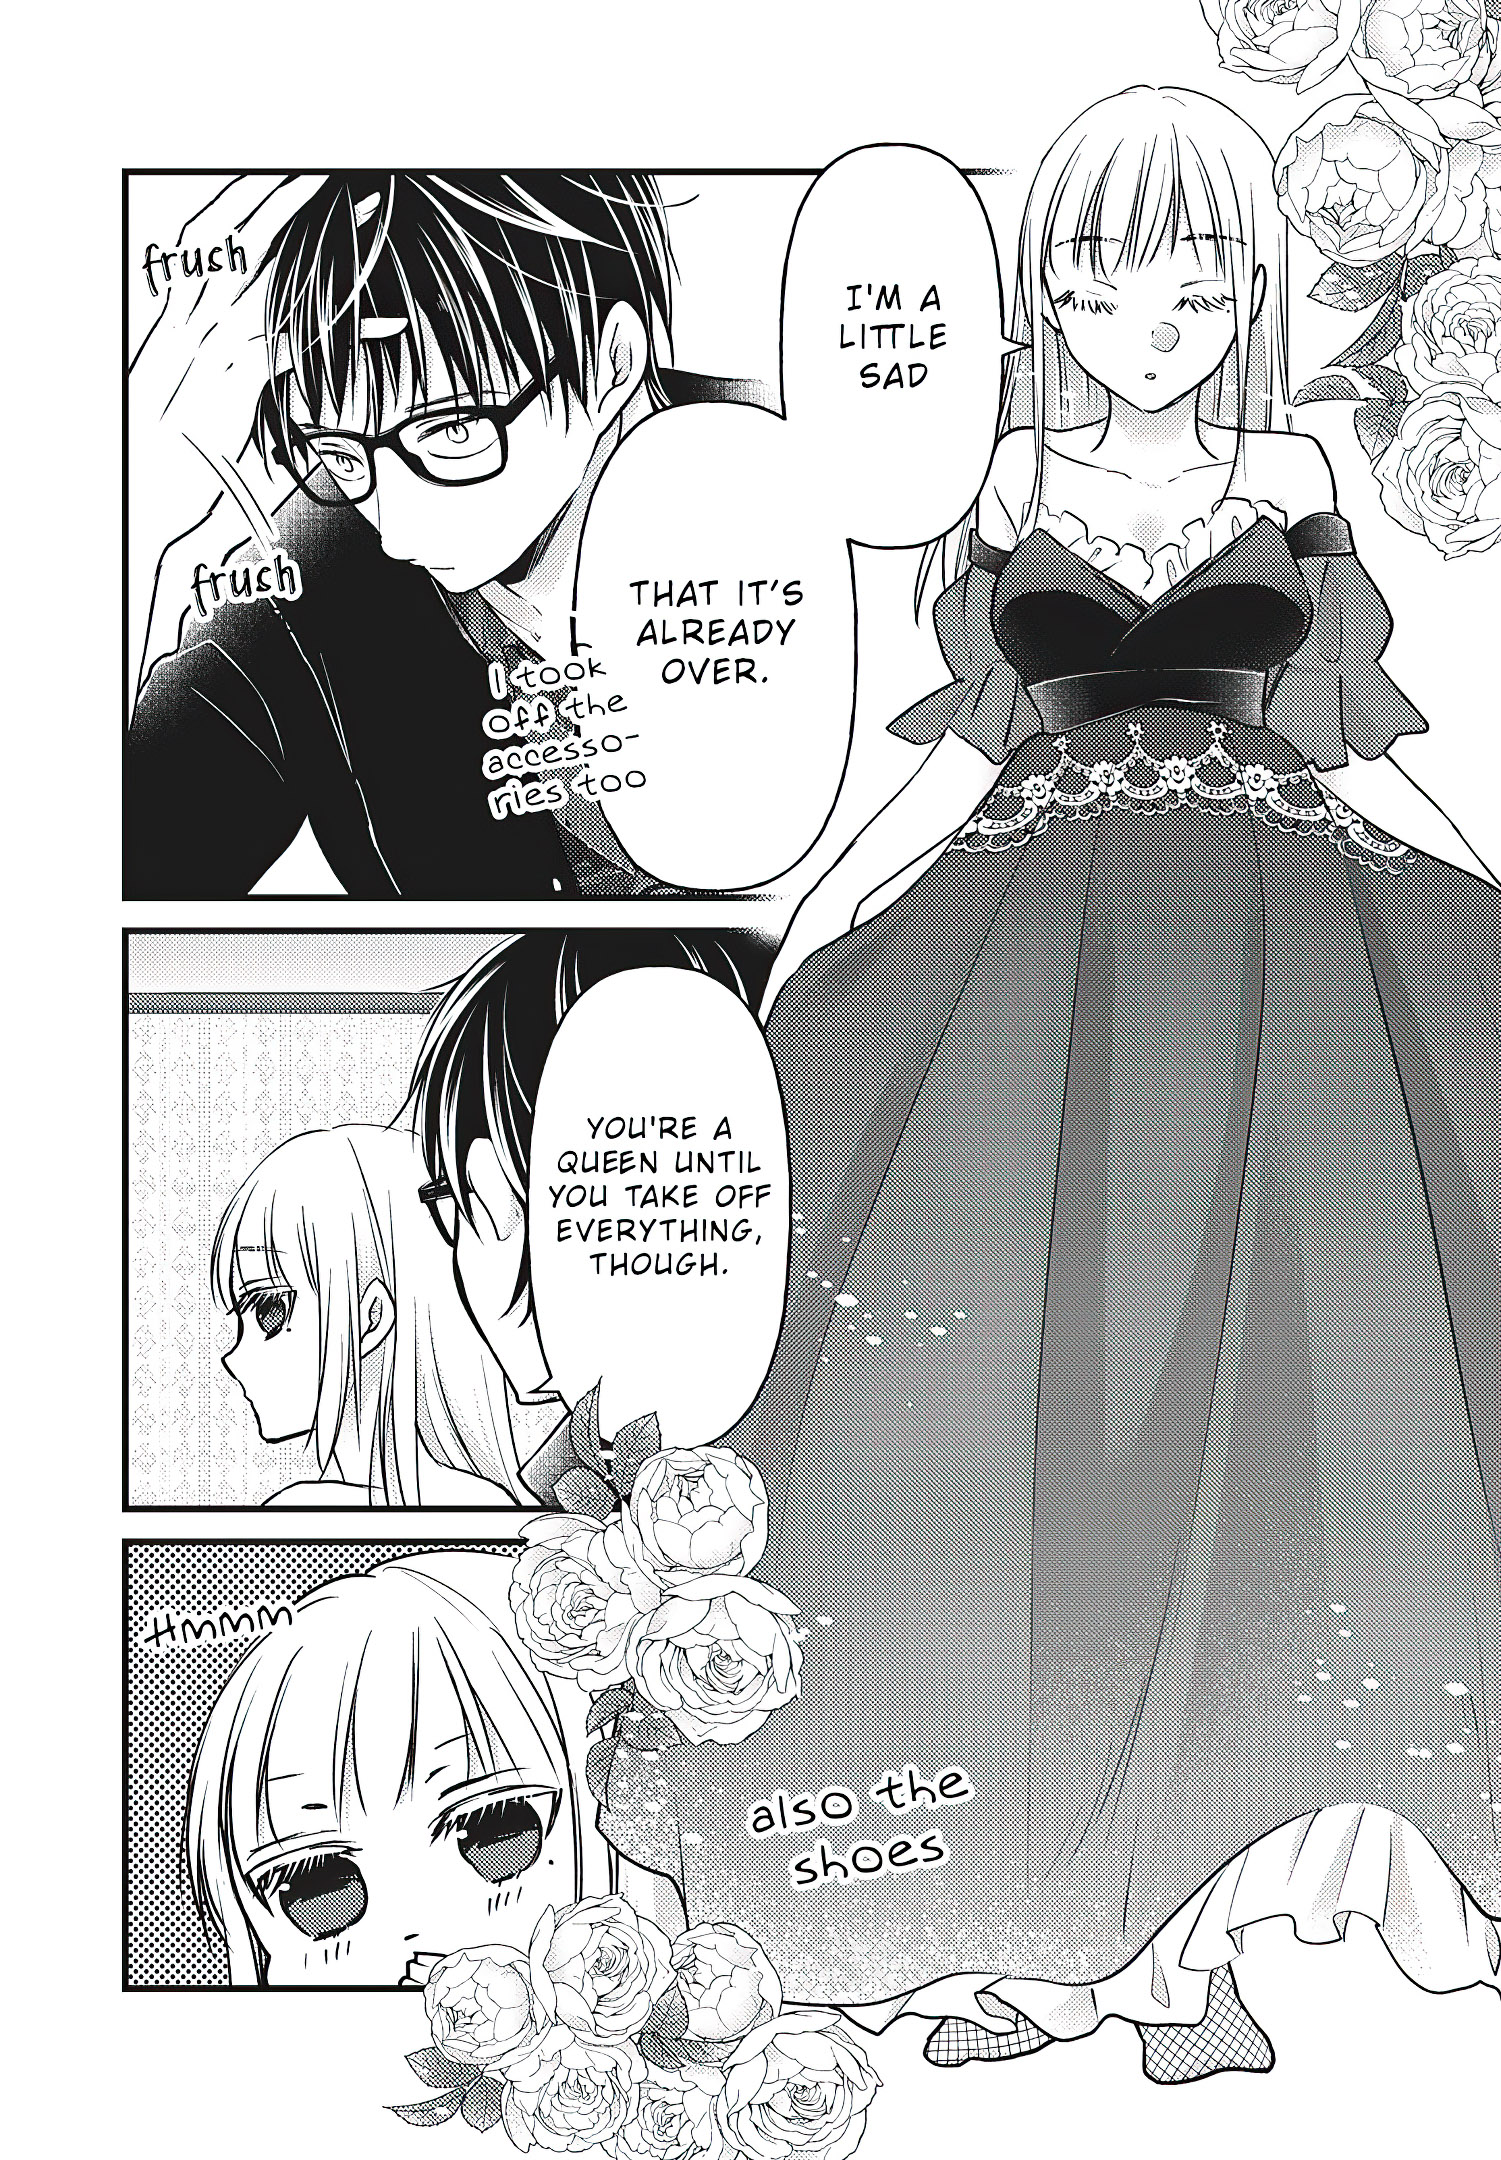 I'M A
LITTLE
SAD
THAT IT'S
ALREADY
OVER.
frush
frush
I took
off the
accesso-
ries too
YOU'RE A
QUEEN UNTIL
YOU TAKE OFF
EVERYTHING,
THOUGH.
Hmmm
also the
shoes